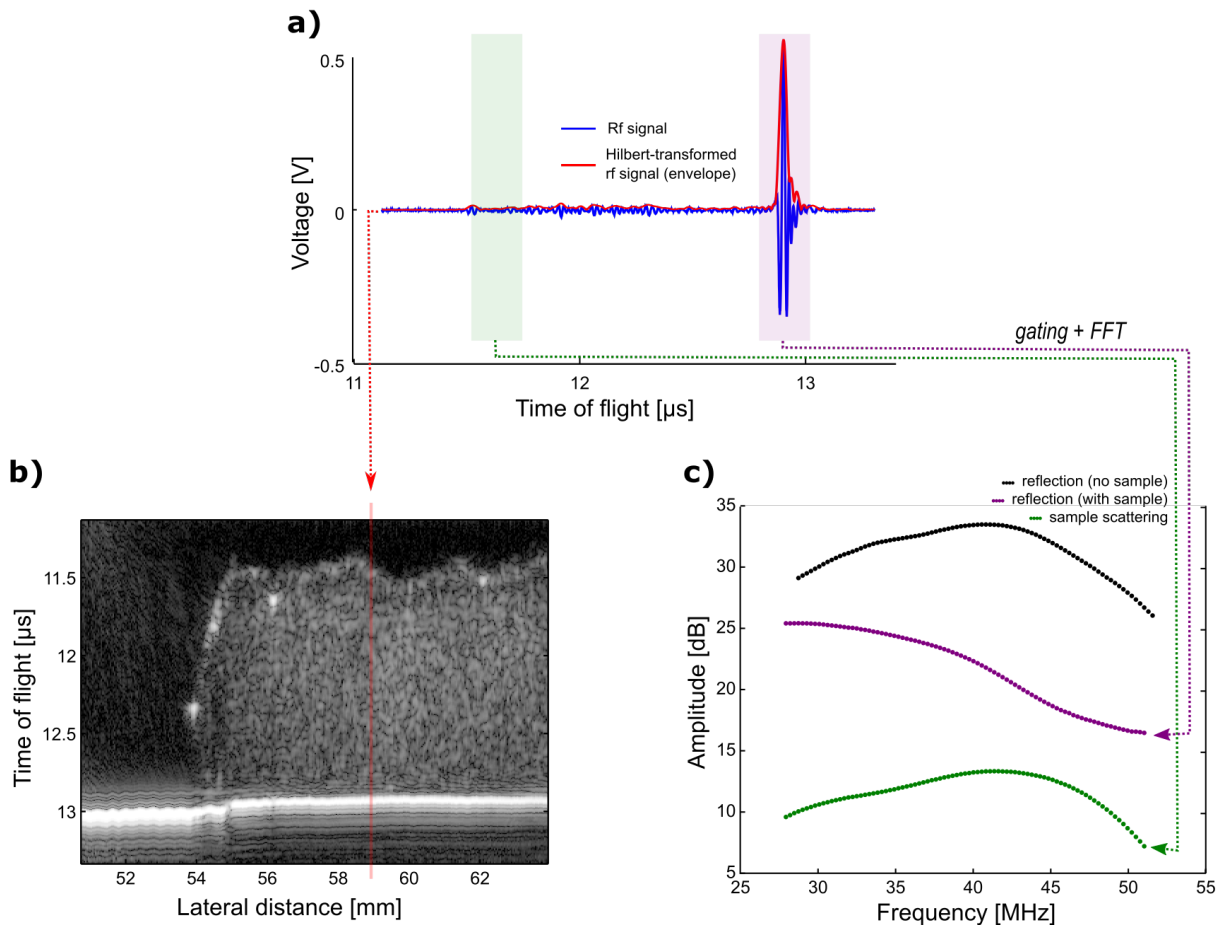 a)
0.5
0
-0.5
Voltage [V]
Rf signal
Hilbert-transformed
rf signal (envelope)
gating + FFT
11
12
13
Time of flight [µs]
b)
11.5
12
12.5
13
Time of flight [µs]
52
54
56
58
60
62
Lateral distance [mm]
c)
reflection (no sample)
reflection (with sample)
sample scattering
35
30
25
20
15
10
5
Amplitude [dB]
25
30
35
40
45
50
55
Frequency [MHz]